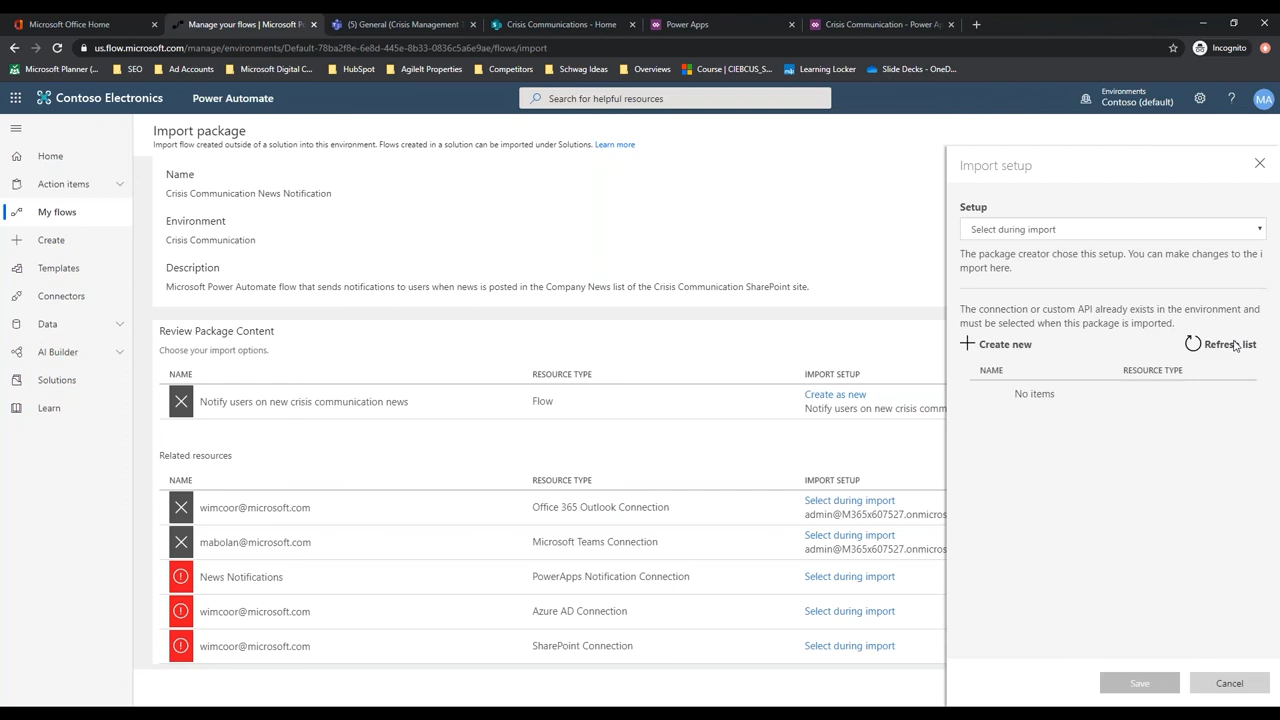 Microsoft Office Home
Manage your flows | Microsoft P
(5) General (Crisis Management T
Crisis Communications - Home
Power Apps
Crisis Communication - Power Ap
us.flow.microsoft.com/manage/environments/Default-78ba2f8e-6e8d-445e-8b33-0836c5a6e9ae/flows/import
Incognito
Microsoft Planner (...
SEO
Ad Accounts
Microsoft Digital C...
HubSpot
AgileIt Properties
Competitors
Schwag Ideas
Overviews
Course | CIEBCUS_S...
Learning Locker
Slide Decks - OneD...
Contoso Electronics
Power Automate
Search for helpful resources
Environments
Contoso (default)
?
MA
Home
Action items
My flows
Create
Templates
Connectors
Data
AI Builder
Solutions
Learn
Import package
Import flow created outside of a solution into this environment. Flows created in a solution can be imported under Solutions. Learn more
Name
Crisis Communication News Notification
Environment
Crisis Communication
Description
Microsoft Power Automate flow that sends notifications to users when news is posted in the Company News list of the Crisis Communication SharePoint site.
Review Package Content
Choose your import options.
NAME RESOURCE TYPE IMPORT SETUP
Notify users on new crisis communication news Flow Create as new
Notify users on new crisis comm
Related resources
NAME RESOURCE TYPE IMPORT SETUP
wimcoor@microsoft.com Office 365 Outlook Connection Select during import
admin@M365x607527.onmicros
mabolan@microsoft.com Microsoft Teams Connection Select during import
admin@M365x607527.onmicros
News Notifications PowerApps Notification Connection Select during import
wimcoor@microsoft.com Azure AD Connection Select during import
wimcoor@microsoft.com SharePoint Connection Select during import
Import setup
Setup
Select during import
The package creator chose this setup. You can make changes to the i
mport here.
The connection or custom API already exists in the environment and
must be selected when this package is imported.
Create new
Refresh list
NAME RESOURCE TYPE
No items
Save
Cancel